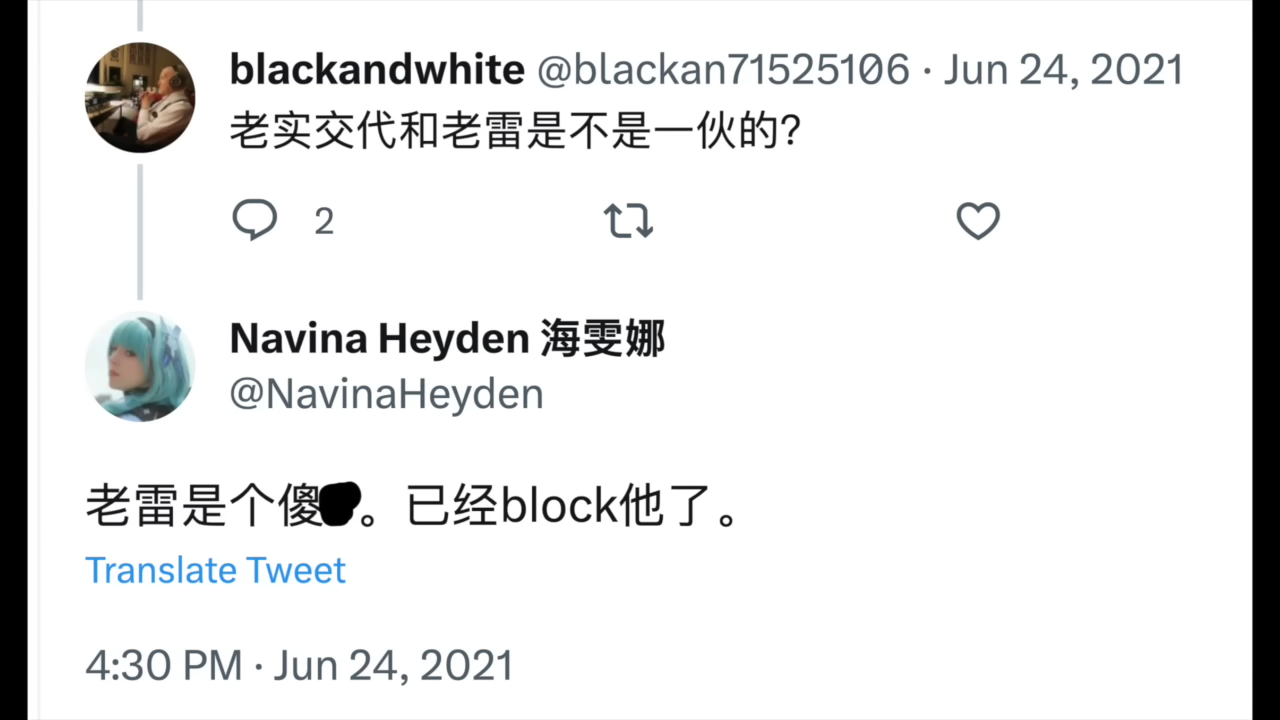 blackandwhite @blackan71525106 · Jun 24, 2021
老实交代和老雷是不是一伙的?
2
Navina Heyden 海雯娜
@NavinaHeyden
老雷是个傻。已经block他了。
Translate Tweet
4:30 PM · Jun 24, 2021